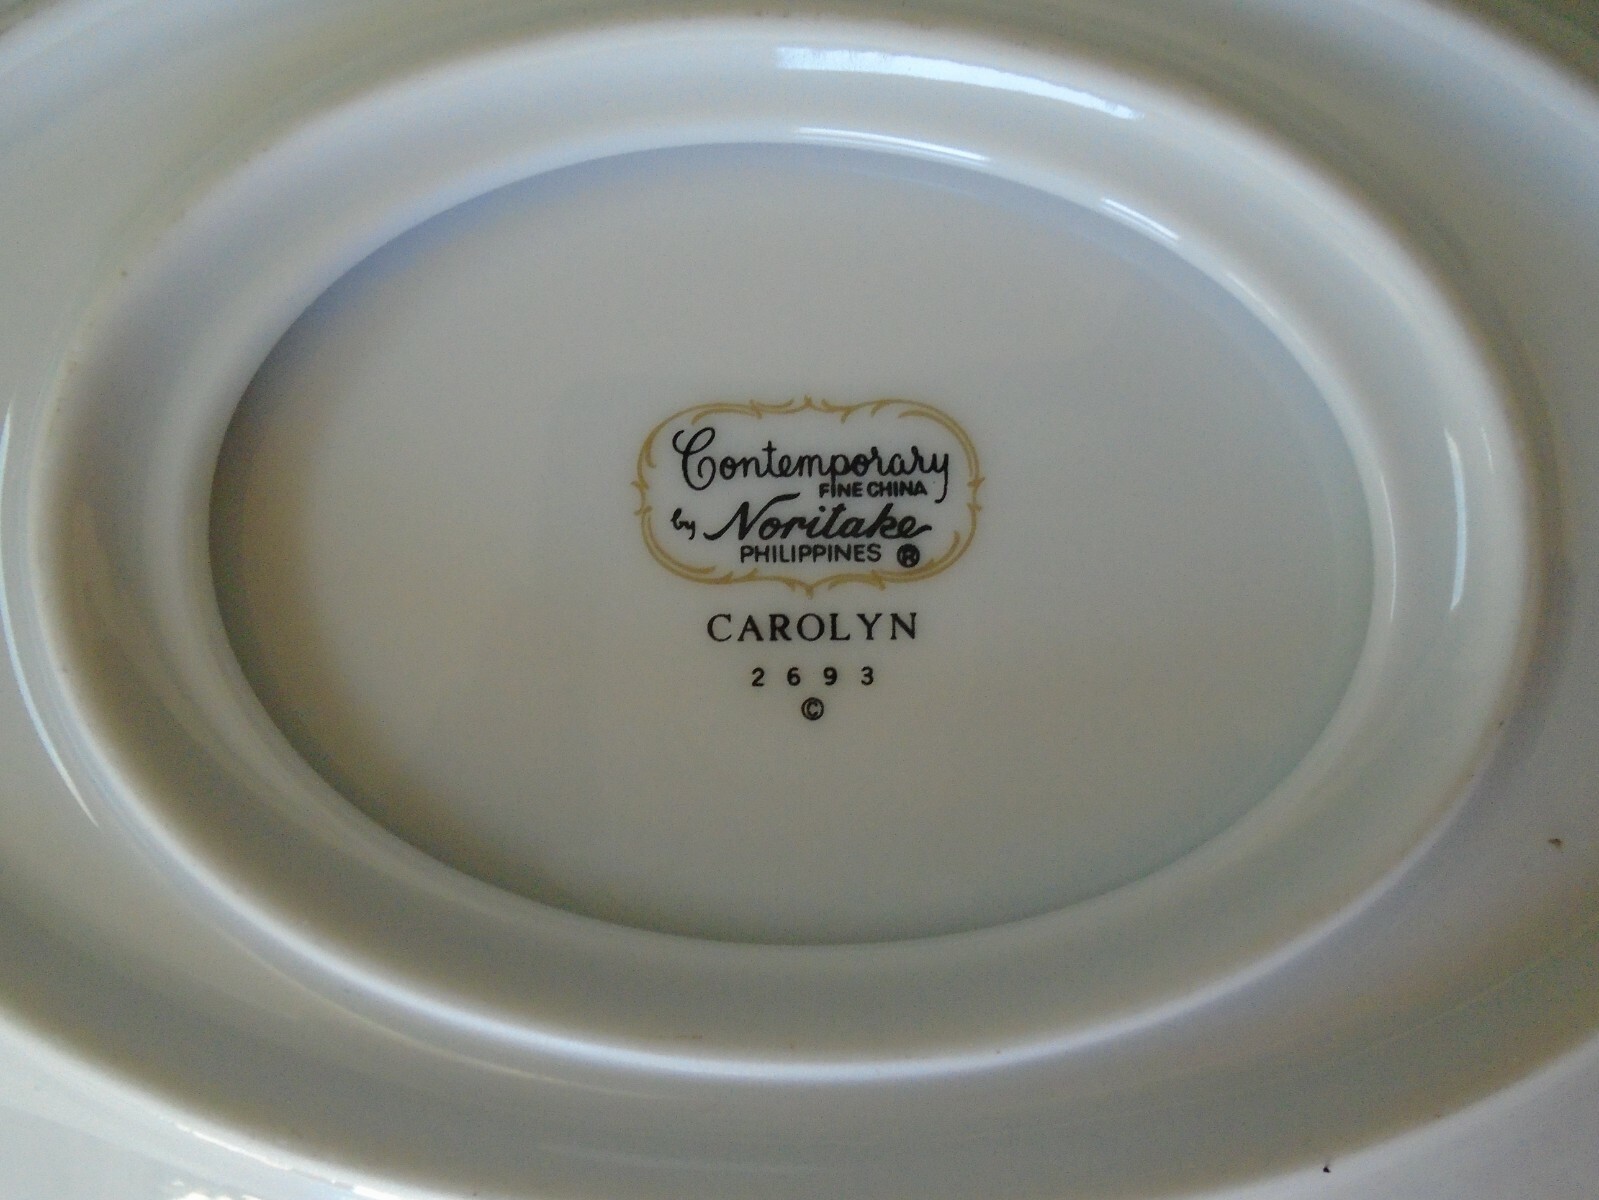 Contemporary
FINE CHINA
by Noritake
PHILIPPINES ®
CAROLYN
2693
©